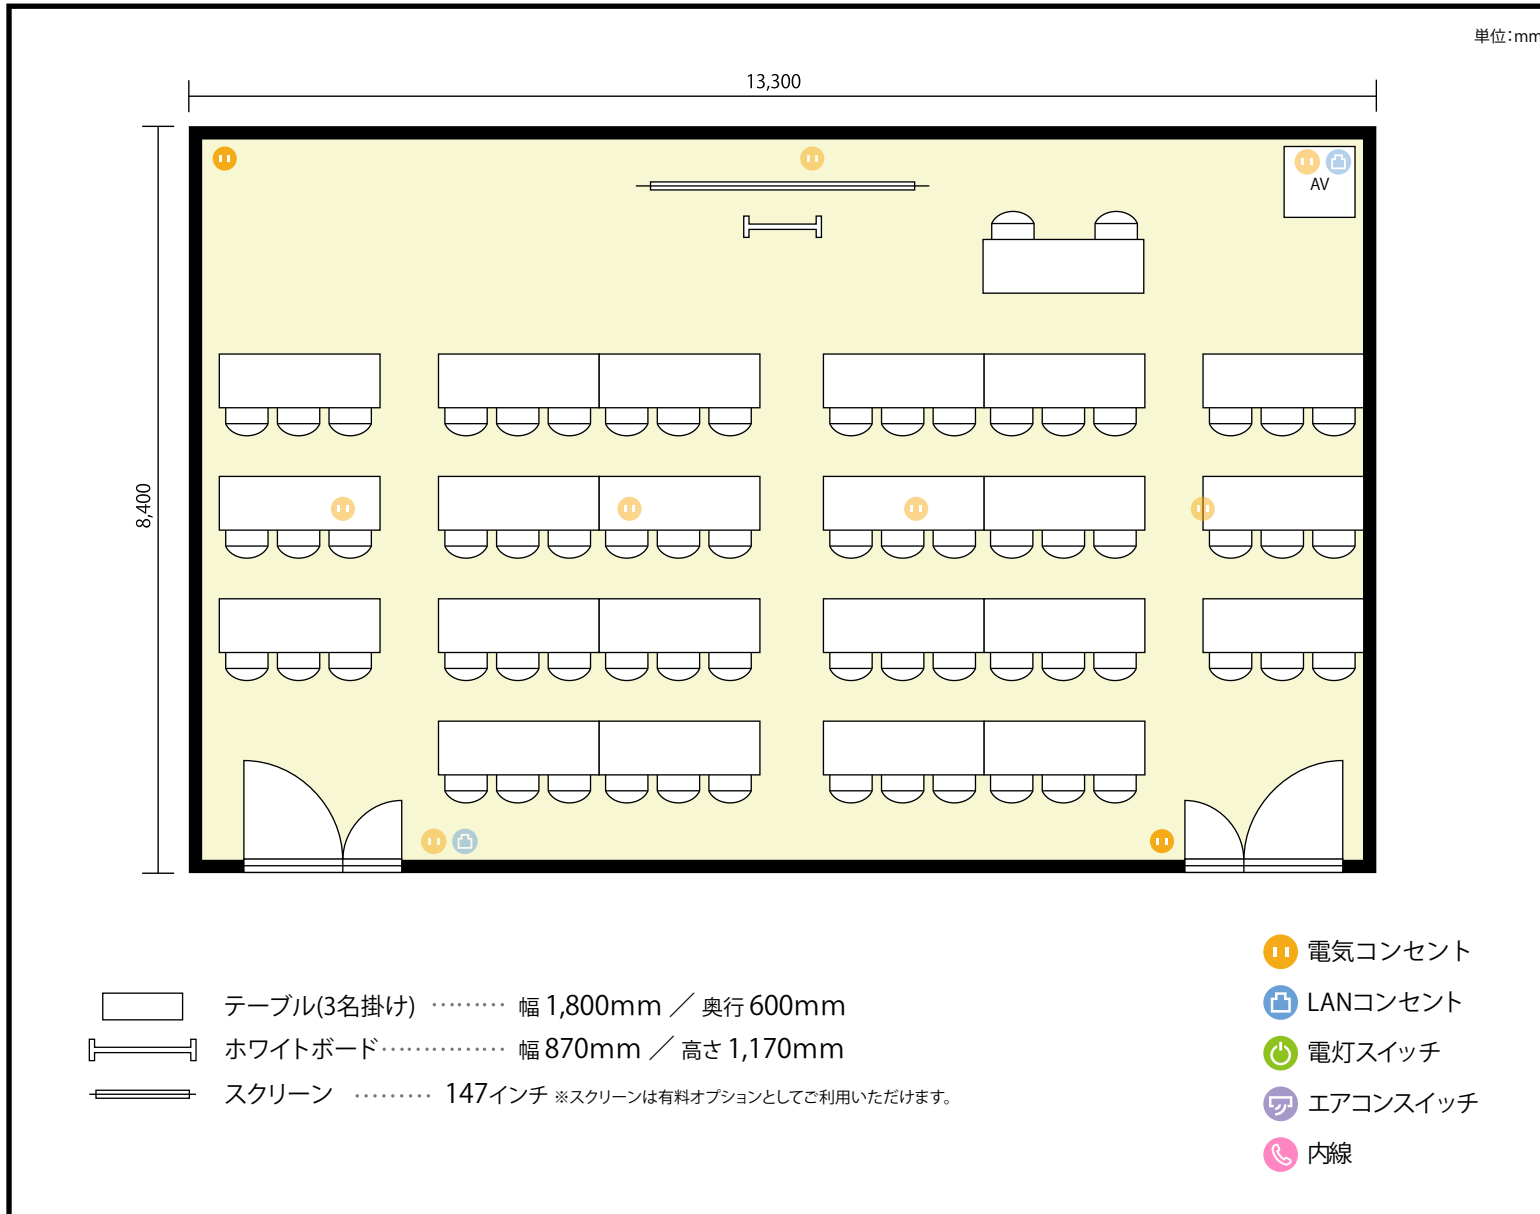 単位：mm
13,300
AV
8,400
テーブル(3名掛け) ········· 幅 1,800mm ／ 奥行 600mm
ホワイトボード ·············· 幅 870mm ／ 高さ 1,170mm
スクリーン ········· 147インチ ※スクリーンは有料オプションとしてご利用いただけます。
電気コンセント
LANコンセント
電灯スイッチ
エアコンスイッチ
内線